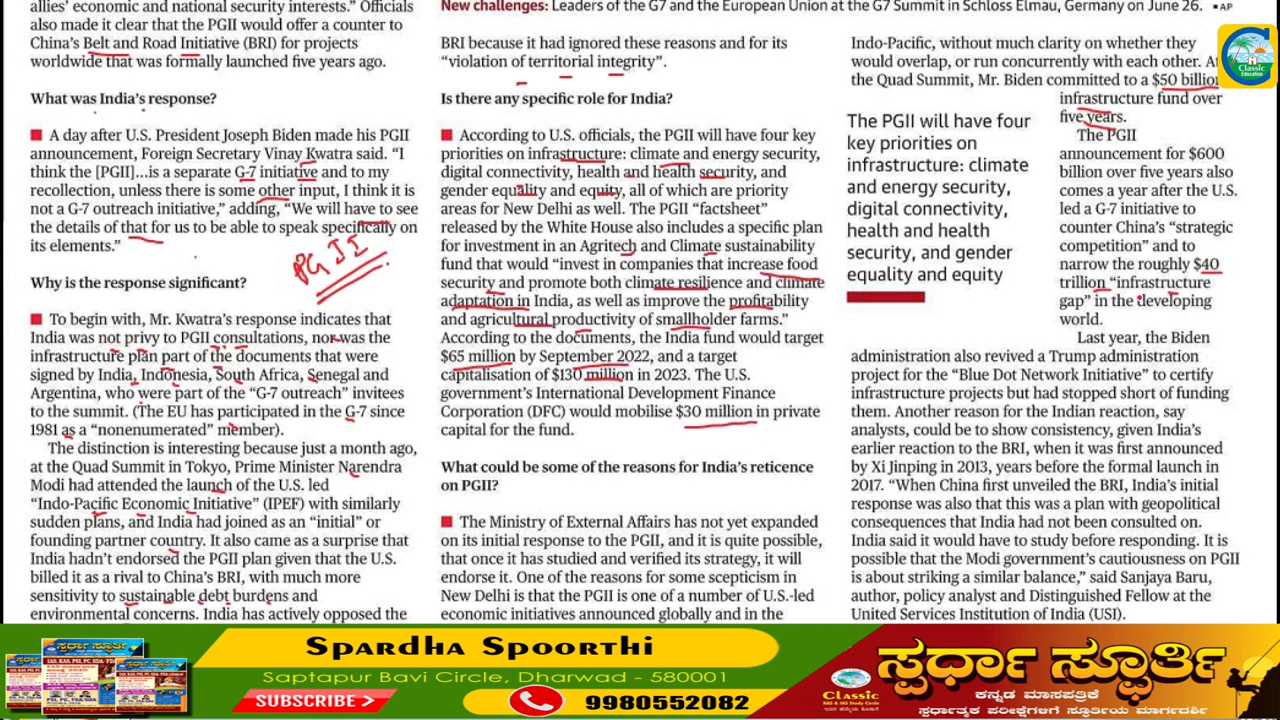 allies’ economic and national security interests.” Officials
also made it clear that the PGII would offer a counter to
China’s Belt and Road Initiative (BRI) for projects
worldwide that was formally launched five years ago.
What was India’s response?
A day after U.S. President Joseph Biden made his PGII
announcement, Foreign Secretary Vinay Kwatra said. “I
think the [PGII]...is a separate G-7 initiative and to my
recollection, unless there is some other input, I think it is
not a G-7 outreach initiative,” adding, “We will have to see
the details of that for us to be able to speak specifically on
its elements.”
PGII
Why is the response significant?
To begin with, Mr. Kwatra’s response indicates that
India was not privy to PGII consultations, nor was the
infrastructure plan part of the documents that were
signed by India, Indonesia, South Africa, Senegal and
Argentina, who were part of the “G-7 outreach” invitees
to the summit. (The EU has participated in the G-7 since
1981 as a “nonenumerated” member).
The distinction is interesting because just a month ago,
at the Quad Summit in Tokyo, Prime Minister Narendra
Modi had attended the launch of the U.S. led
“Indo-Pacific Economic Initiative” (IPEF) with similarly
sudden plans, and India had joined as an “initial” or
founding partner country. It also came as a surprise that
India hadn’t endorsed the PGII plan given that the U.S.
billed it as a rival to China’s BRI, with much more
sensitivity to sustainable debt burdens and
environmental concerns. India has actively opposed the
New challenges: Leaders of the G7 and the European Union at the G7 Summit in Schloss Elmau, Germany on June 26. ▪ AP
BRI because it had ignored these reasons and for its
“violation of territorial integrity”.
Is there any specific role for India?
According to U.S. officials, the PGII will have four key
priorities on infrastructure: climate and energy security,
digital connectivity, health and health security, and
gender equality and equity, all of which are priority
areas for New Delhi as well. The PGII “factsheet”
released by the White House also includes a specific plan
for investment in an Agritech and Climate sustainability
fund that would “invest in companies that increase food
security and promote both climate resilience and climate
adaptation in India, as well as improve the profitability
and agricultural productivity of smallholder farms.”
According to the documents, the India fund would target
$65 million by September 2022, and a target
capitalisation of $130 million in 2023. The U.S.
government’s International Development Finance
Corporation (DFC) would mobilise $30 million in private
capital for the fund.
What could be some of the reasons for India’s reticence
on PGII?
The Ministry of External Affairs has not yet expanded
on its initial response to the PGII, and it is quite possible,
that once it has studied and verified its strategy, it will
endorse it. One of the reasons for some scepticism in
New Delhi is that the PGII is one of a number of U.S.-led
economic initiatives announced globally and in the
Indo-Pacific, without much clarity on whether they
would overlap, or run concurrently with each other.
the Quad Summit, Mr. Biden committed to a $50 billion
infrastructure fund over
five years.
The PGII
announcement for $600
billion over five years also
comes a year after the U.S.
led a G-7 initiative to
counter China’s “strategic
competition” and to
narrow the roughly $40
trillion “infrastructure
gap” in the developing
world.
The PGII will have four
key priorities on
infrastructure: climate
and energy security,
digital connectivity,
health and health
security, and gender
equality and equity
Last year, the Biden
administration also revived a Trump administration
project for the “Blue Dot Network Initiative” to certify
infrastructure projects but had stopped short of funding
them. Another reason for the Indian reaction, say
analysts, could be to show consistency, given India’s
earlier reaction to the BRI, when it was first announced
by Xi Jinping in 2013, years before the formal launch in
2017. “When China first unveiled the BRI, India’s initial
response was also that this was a plan with geopolitical
consequences that India had not been consulted on.
India said it would have to study before responding. It is
possible that the Modi government’s cautiousness on PGII
is about striking a similar balance,” said Sanjaya Baru,
author, policy analyst and Distinguished Fellow at the
United Services Institution of India (USI).
Classic
Education
Spardha Spoorthi
Saptapur Bavi Circle, Dharwad - 580001
SUBSCRIBE
9980552082
Classic
ಸ್ಪರ್ಧಾ ಸ್ಫೂರ್ತಿ
ಕನ್ನಡ ಮಾಸಪತ್ರಿಕೆ
ಸ್ಪರ್ಧಾತ್ಮಕ ಪರೀಕ್ಷೆಗಳಿಗೆ ಸ್ಫೂರ್ತಿಯ ಮಾರ್ಗದರ್ಶಿ